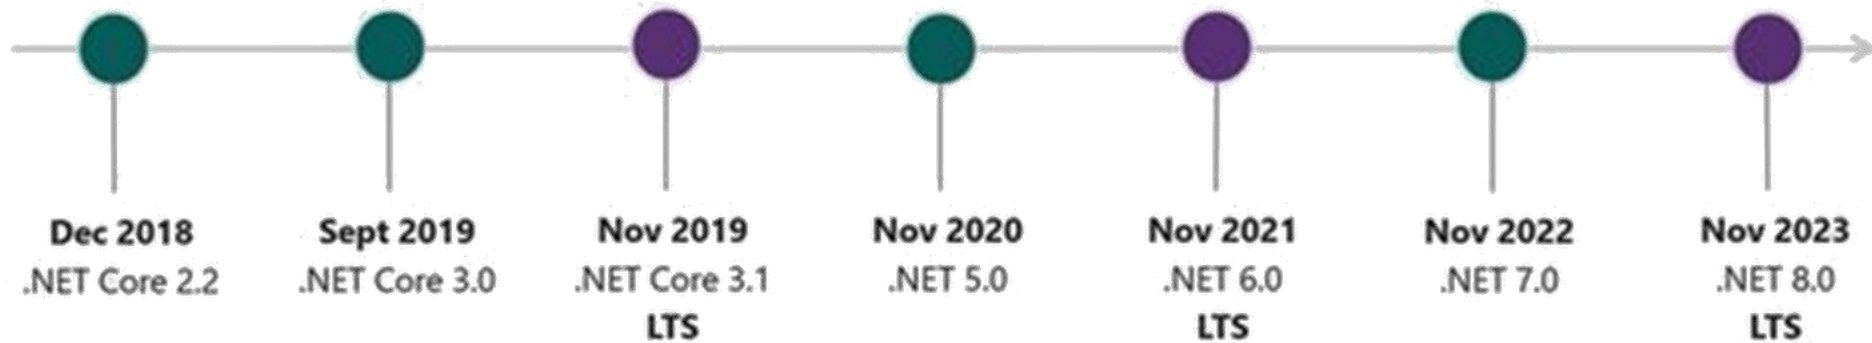 Dec 2018
.NET Core 2.2
Sept 2019
.NET Core 3.0
Nov 2019
.NET Core 3.1
LTS
Nov 2020
.NET 5.0
Nov 2021
.NET 6.0
LTS
Nov 2022
.NET 7.0
Nov 2023
.NET 8.0
LTS